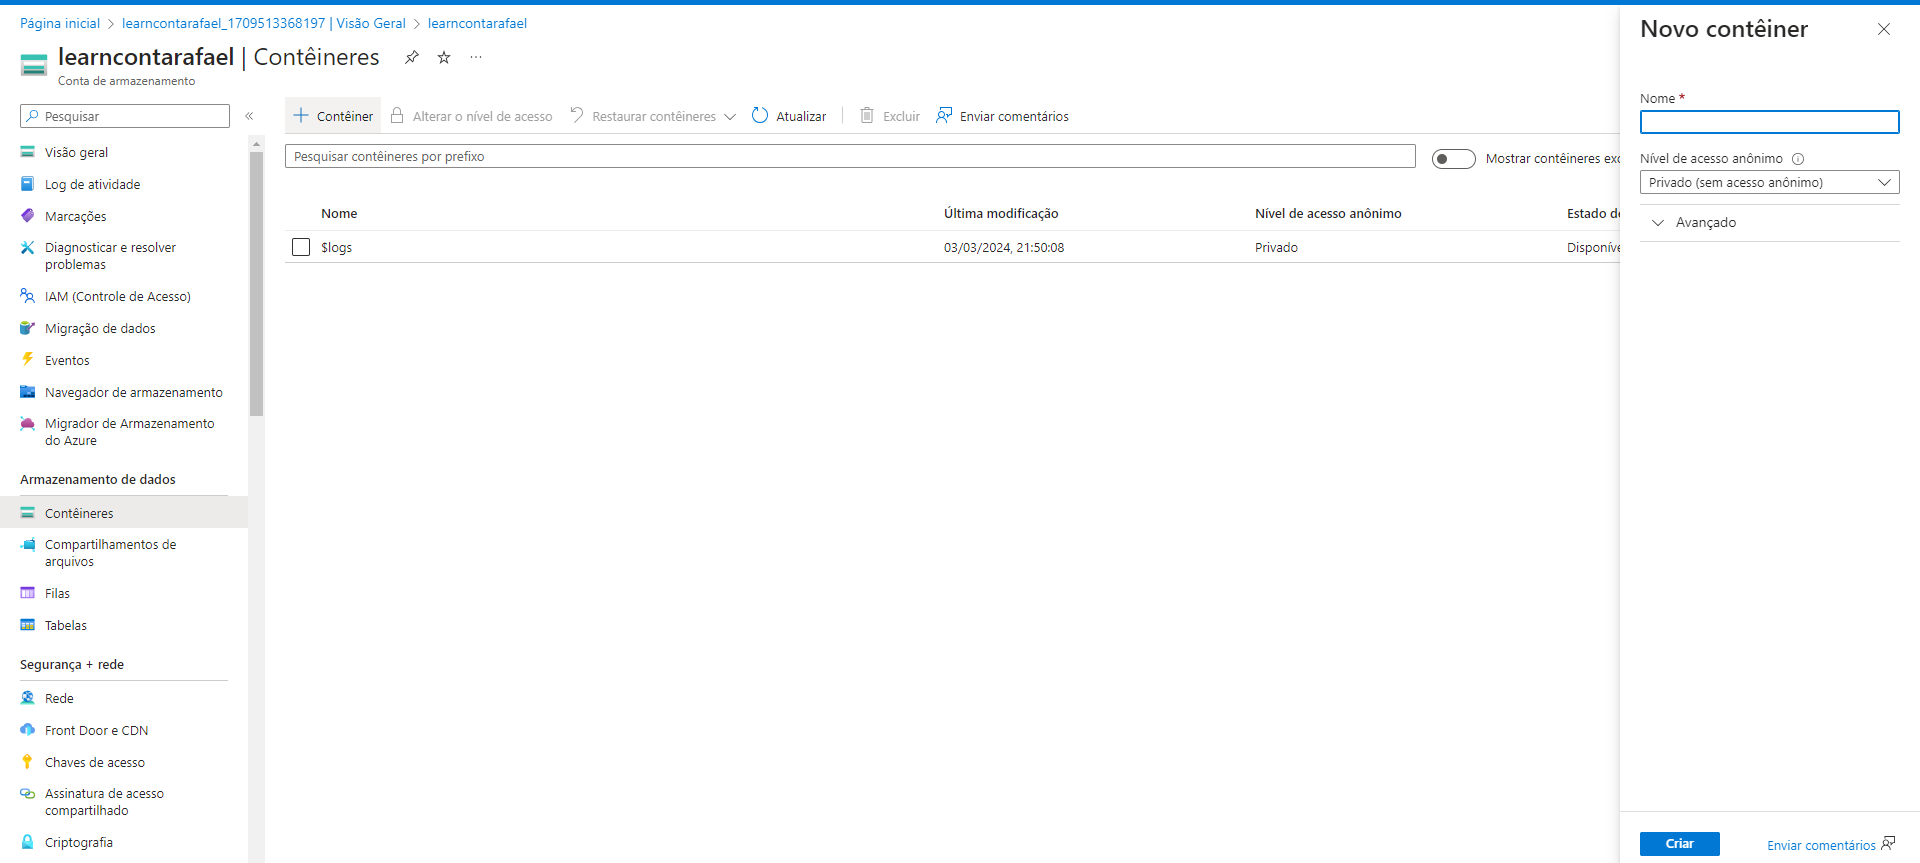 Página inicial > learncontarafael_1709513368197 | Visão Geral > learncontarafael
learncontarafael | Contêineres
Conta de armazenamento
Pesquisar
Visão geral
Log de atividade
Marcações
Diagnosticar e resolver
problemas
IAM (Controle de Acesso)
Migração de dados
Eventos
Navegador de armazenamento
Migrador de Armazenamento
do Azure
Armazenamento de dados
Contêineres
Compartilhamentos de
arquivos
Filas
Tabelas
Segurança + rede
Rede
Front Door e CDN
Chaves de acesso
Assinatura de acesso
compartilhado
Criptografia
Contêiner Alterar o nível de acesso Restaurar contêineres Atualizar Excluir Enviar comentários
Pesquisar contêineres por prefixo
Mostrar contêineres exc
Nome Última modificação Nível de acesso anônimo Estado de
$logs 03/03/2024, 21:50:08 Privado Disponíve
Novo contêiner
Nome *
Nível de acesso anônimo
Privado (sem acesso anônimo)
Avançado
Criar
Enviar comentários